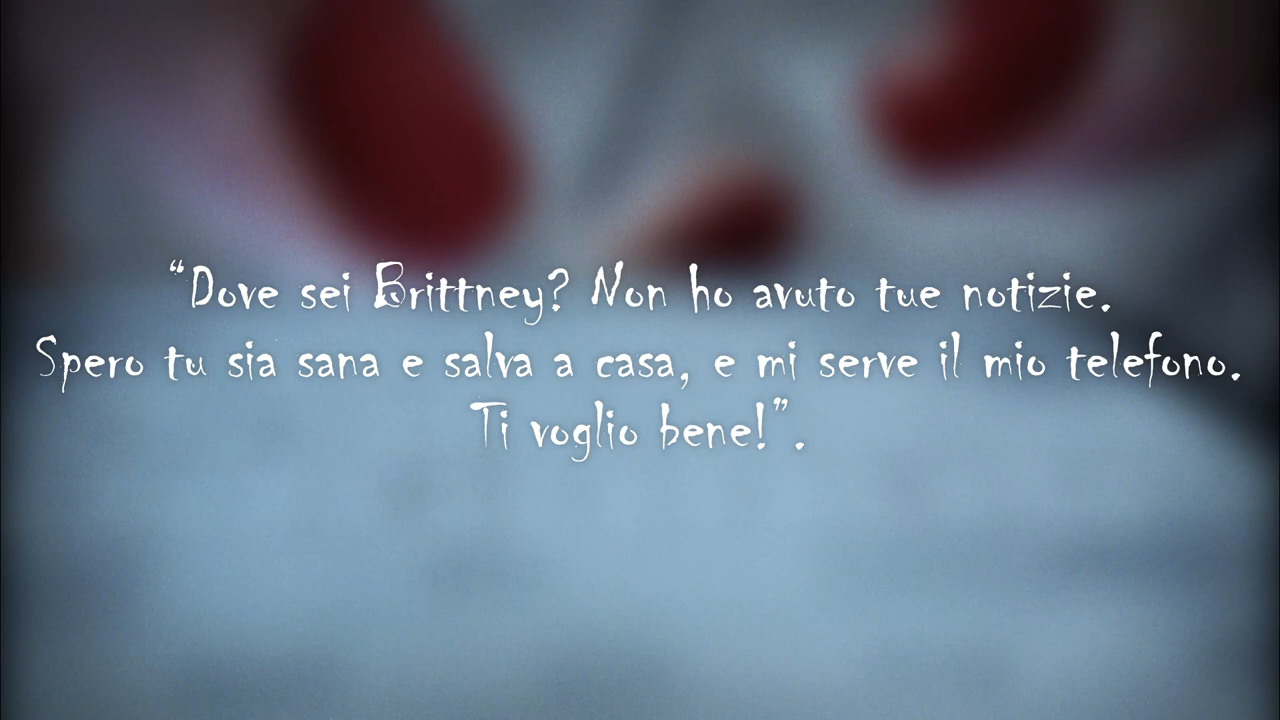 “Dove sei Brittney? Non ho avuto tue notizie.
Spero tu sia sana e salva a casa, e mi serve il mio telefono.
Ti voglio bene!”.